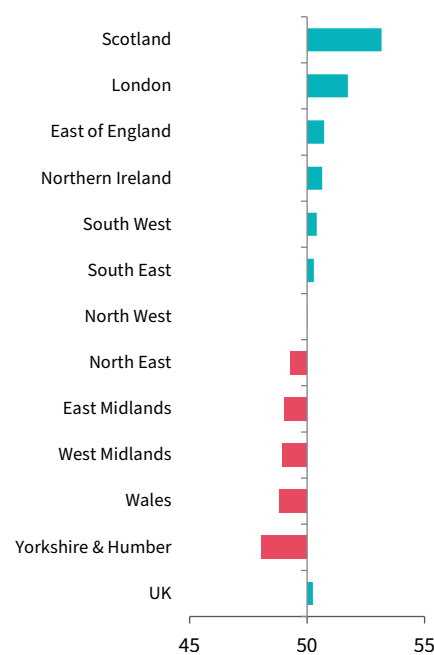 Scotland
London
East of England
Northern Ireland
South West
South East
North West
North East
East Midlands
West Midlands
Wales
Yorkshire & Humber
UK
45 50 55